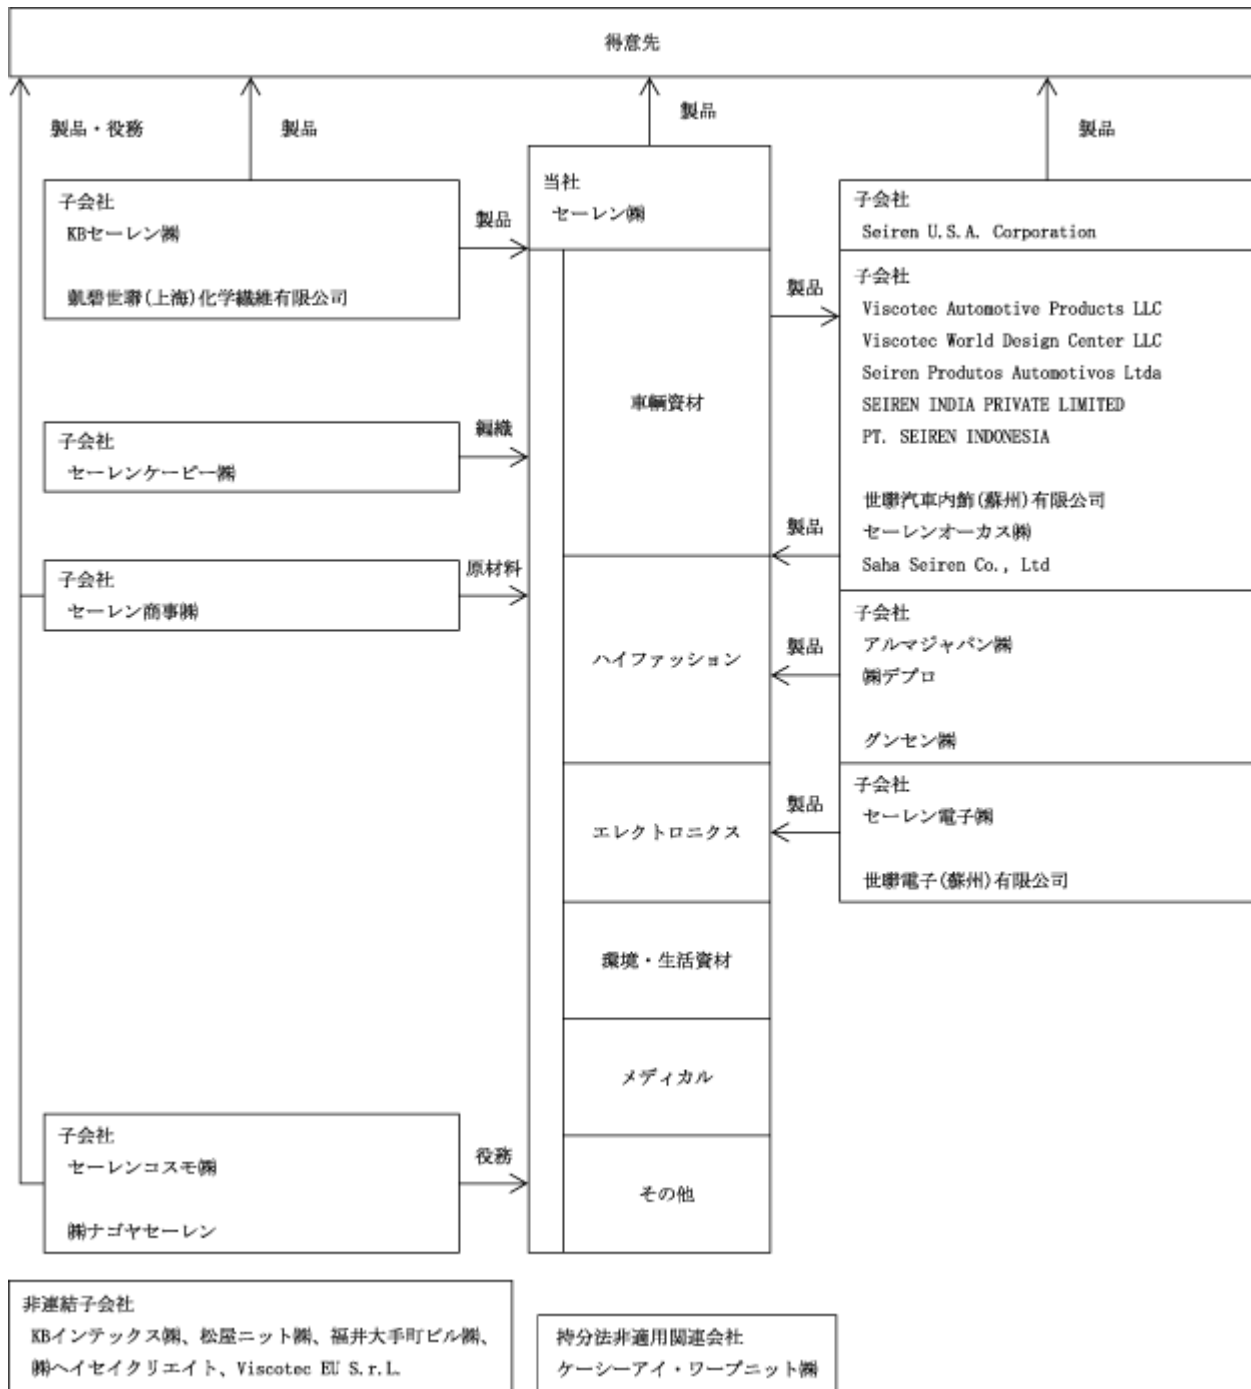 得意先
製品・役務
製品
製品
製品
子会社
KBセーレン㈱
凱碧世聯(上海)化学繊維有限公司
製品
当社
セーレン㈱
子会社
Seiren U.S.A. Corporation
製品
子会社
Viscotec Automotive Products LLC
Viscotec World Design Center LLC
Seiren Produtos Automotivos Ltda
SEIREN INDIA PRIVATE LIMITED
PT. SEIREN INDONESIA
世聯汽車内飾(蘇州)有限公司
セーレンオーカス㈱
Saha Seiren Co., Ltd
製品
車輌資材
子会社
セーレンケーピー㈱
編織
子会社
セーレン商事㈱
原材料
ハイファッション
製品
子会社
アルマジャパン㈱
㈱デプロ
グンセン㈱
エレクトロニクス
製品
子会社
セーレン電子㈱
世聯電子(蘇州)有限公司
環境・生活資材
メディカル
子会社
セーレンコスモ㈱
㈱ナゴヤセーレン
役務
その他
非連結子会社
KBインテックス㈱、松屋ニット㈱、福井大手町ビル㈱、
㈱ヘイセイクリエイト、Viscotec EU S.r.L.
持分法非適用関連会社
ケーシーアイ・ワープニット㈱